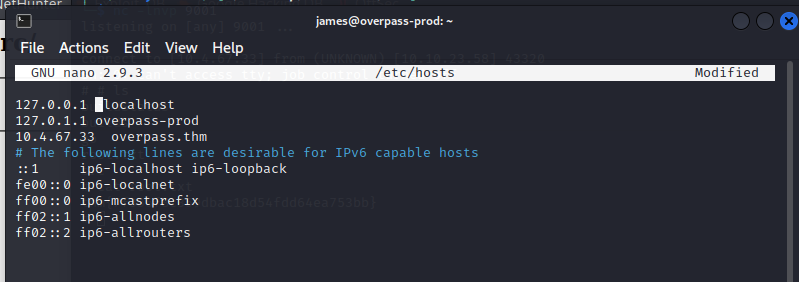 NetHunter
james@overpass-prod: ~
File Actions Edit View Help
GNU nano 2.9.3 /etc/hosts Modified
127.0.0.1 localhost
127.0.1.1 overpass-prod
10.4.67.33 overpass.thm
# The following lines are desirable for IPv6 capable hosts
::1 ip6-localhost ip6-loopback
fe00::0 ip6-localnet
ff00::0 ip6-mcastprefix
ff02::1 ip6-allnodes
ff02::2 ip6-allrouters